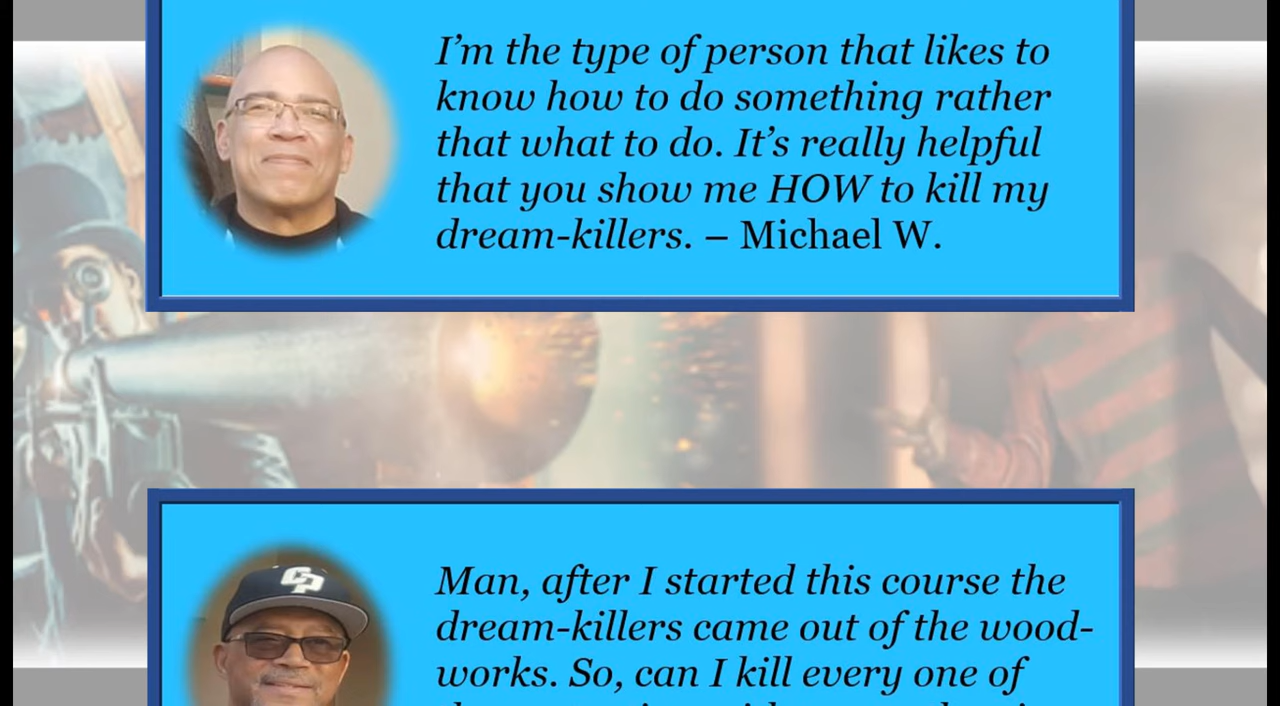 I’m the type of person that likes to
know how to do something rather
that what to do. It’s really helpful
that you show me HOW to kill my
dream-killers. – Michael W.
CP
Man, after I started this course the
dream-killers came out of the wood-
works. So, can I kill every one of